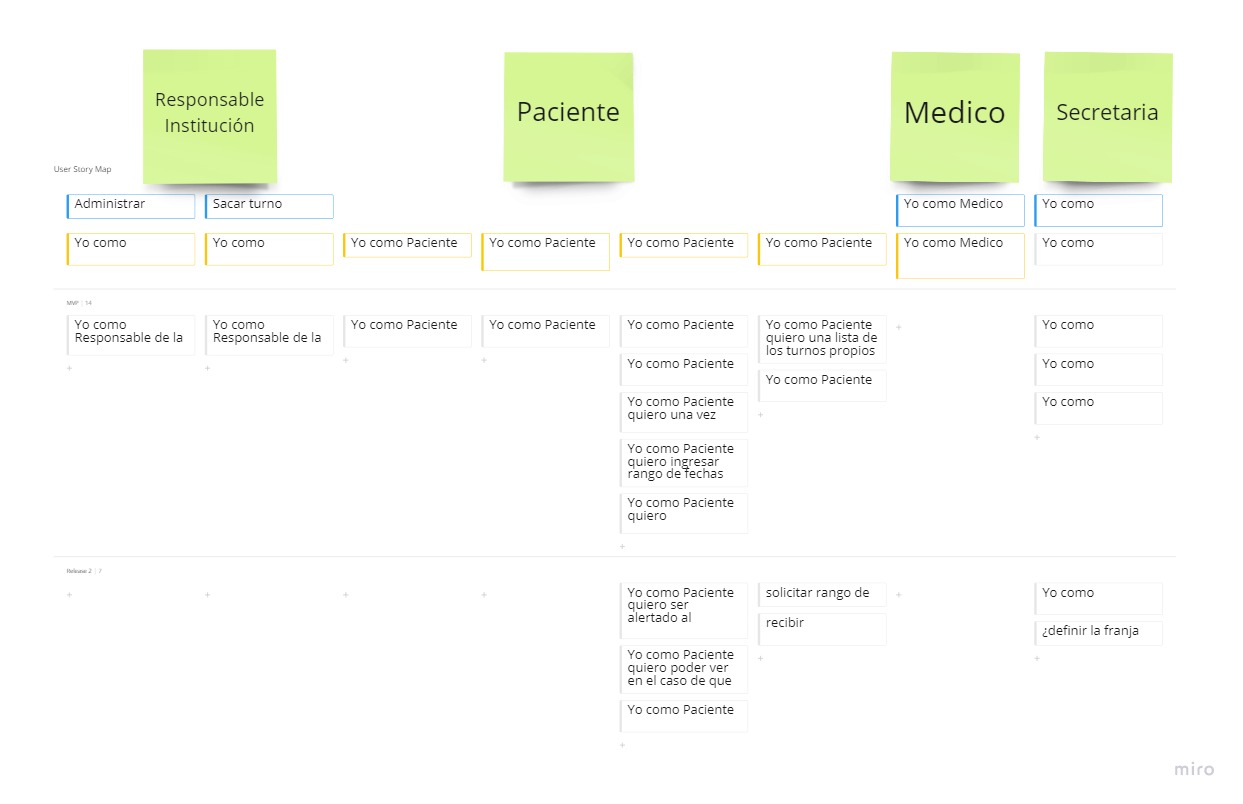 Responsable
Institución
Paciente
Medico
Secretaria
User Story Map
Administrar
Sacar turno
Yo como Medico
Yo como
Yo como
Yo como
Yo como Paciente
Yo como Paciente
Yo como Paciente
Yo como Paciente
Yo como Medico
Yo como
MVP | 14
Yo como
Responsable de la
Yo como
Responsable de la
Yo como Paciente
Yo como Paciente
Yo como Paciente
Yo como Paciente
Yo como Paciente
quiero una vez
Yo como Paciente
quiero ingresar
rango de fechas
Yo como Paciente
quiero
Yo como Paciente
quiero una lista de
los turnos propios
Yo como Paciente
Yo como
Yo como
Yo como
Release 2 | 7
Yo como Paciente
quiero ser
alertado al
Yo como Paciente
quiero poder ver
en el caso de que
Yo como Paciente
solicitar rango de
recibir
Yo como
¿definir la franja
miro